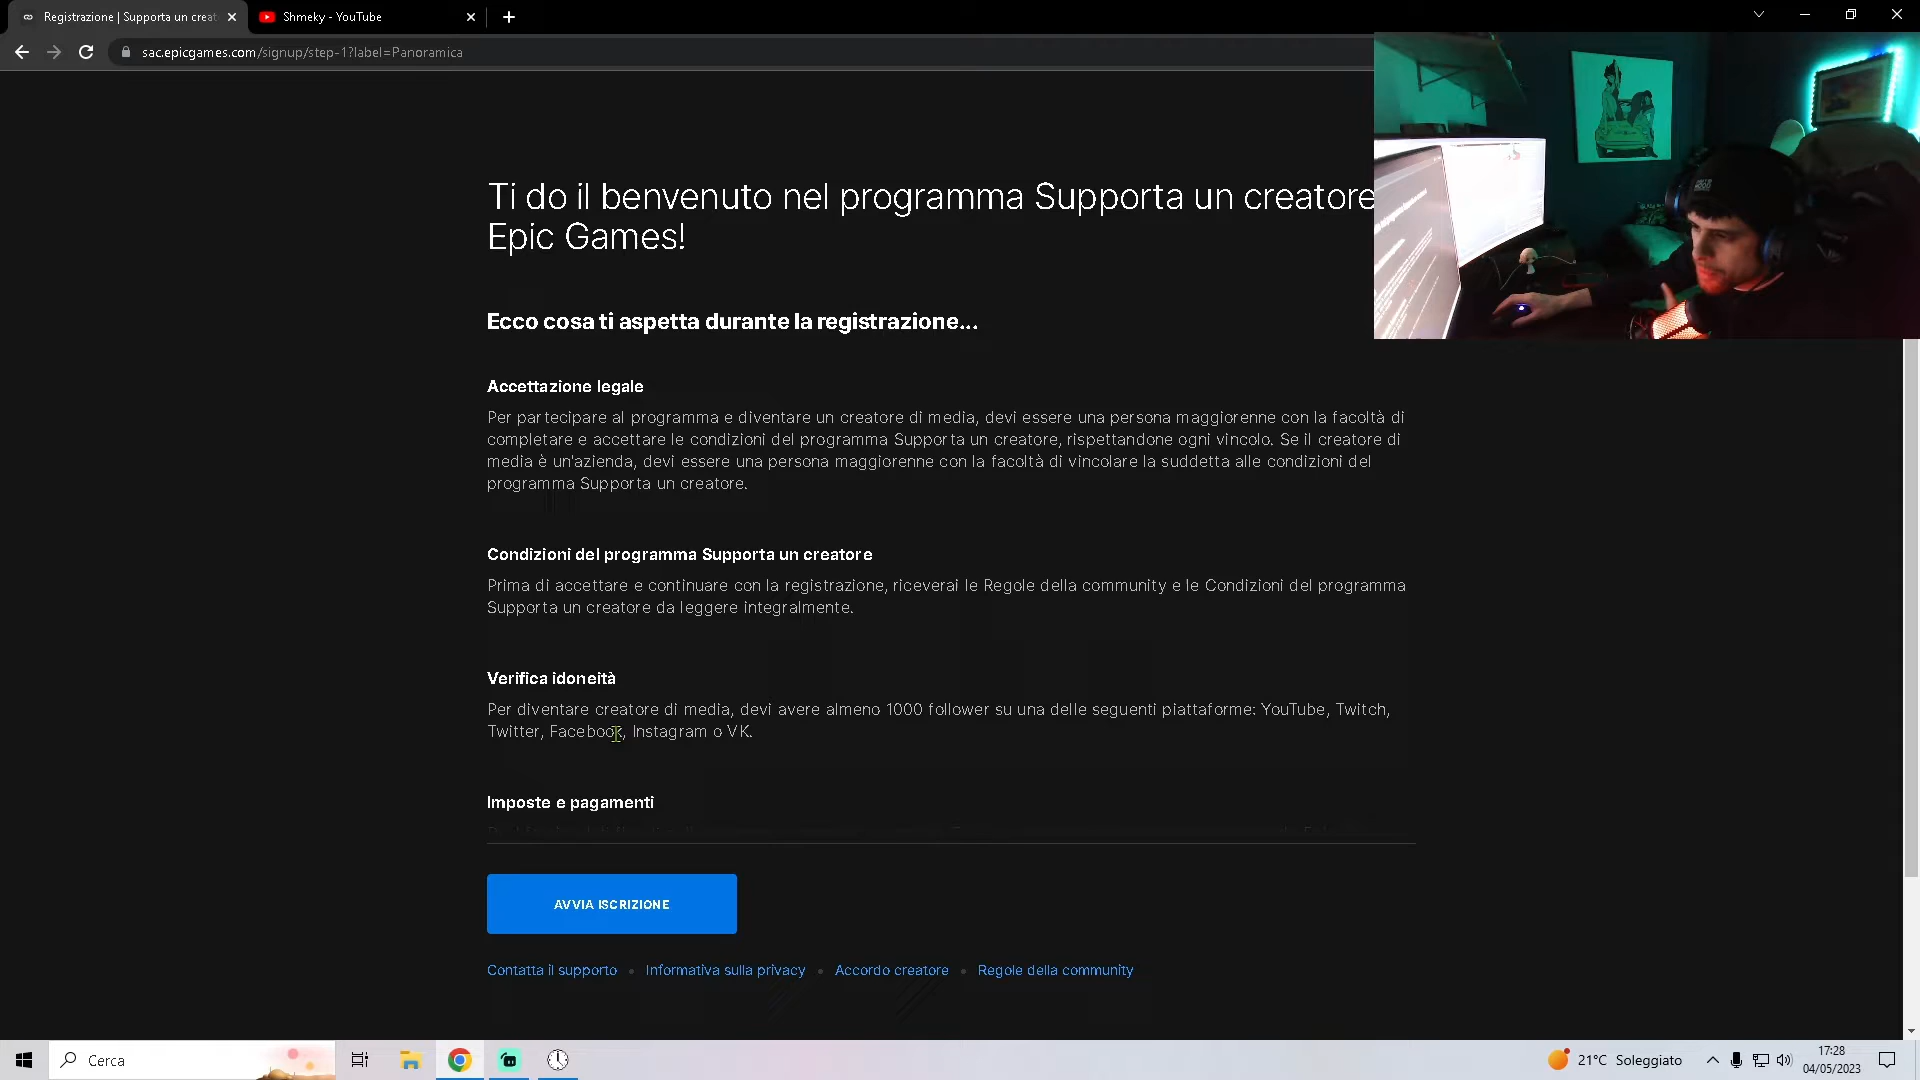 Registrazione | Supporta un creat
Shmeky - YouTube
sac.epicgames.com/signup/step-1?label=Panoramica
Ti do il benvenuto nel programma Supporta un creatore
Epic Games!
Ecco cosa ti aspetta durante la registrazione...
Accettazione legale
Per partecipare al programma e diventare un creatore di media, devi essere una persona maggiorenne con la facoltà di
completare e accettare le condizioni del programma Supporta un creatore, rispettandone ogni vincolo. Se il creatore di
media è un'azienda, devi essere una persona maggiorenne con la facoltà di vincolare la suddetta alle condizioni del
programma Supporta un creatore.
Condizioni del programma Supporta un creatore
Prima di accettare e continuare con la registrazione, riceverai le Regole della community e le Condizioni del programma
Supporta un creatore da leggere integralmente.
Verifica idoneità
Per diventare creatore di media, devi avere almeno 1000 follower su una delle seguenti piattaforme: YouTube, Twitch,
Twitter, Facebook, Instagram o VK.
Imposte e pagamenti
AVVIA ISCRIZIONE
Contatta il supporto • Informativa sulla privacy • Accordo creatore • Regole della community
Cerca
21°C Soleggiato
17:28
04/05/2023